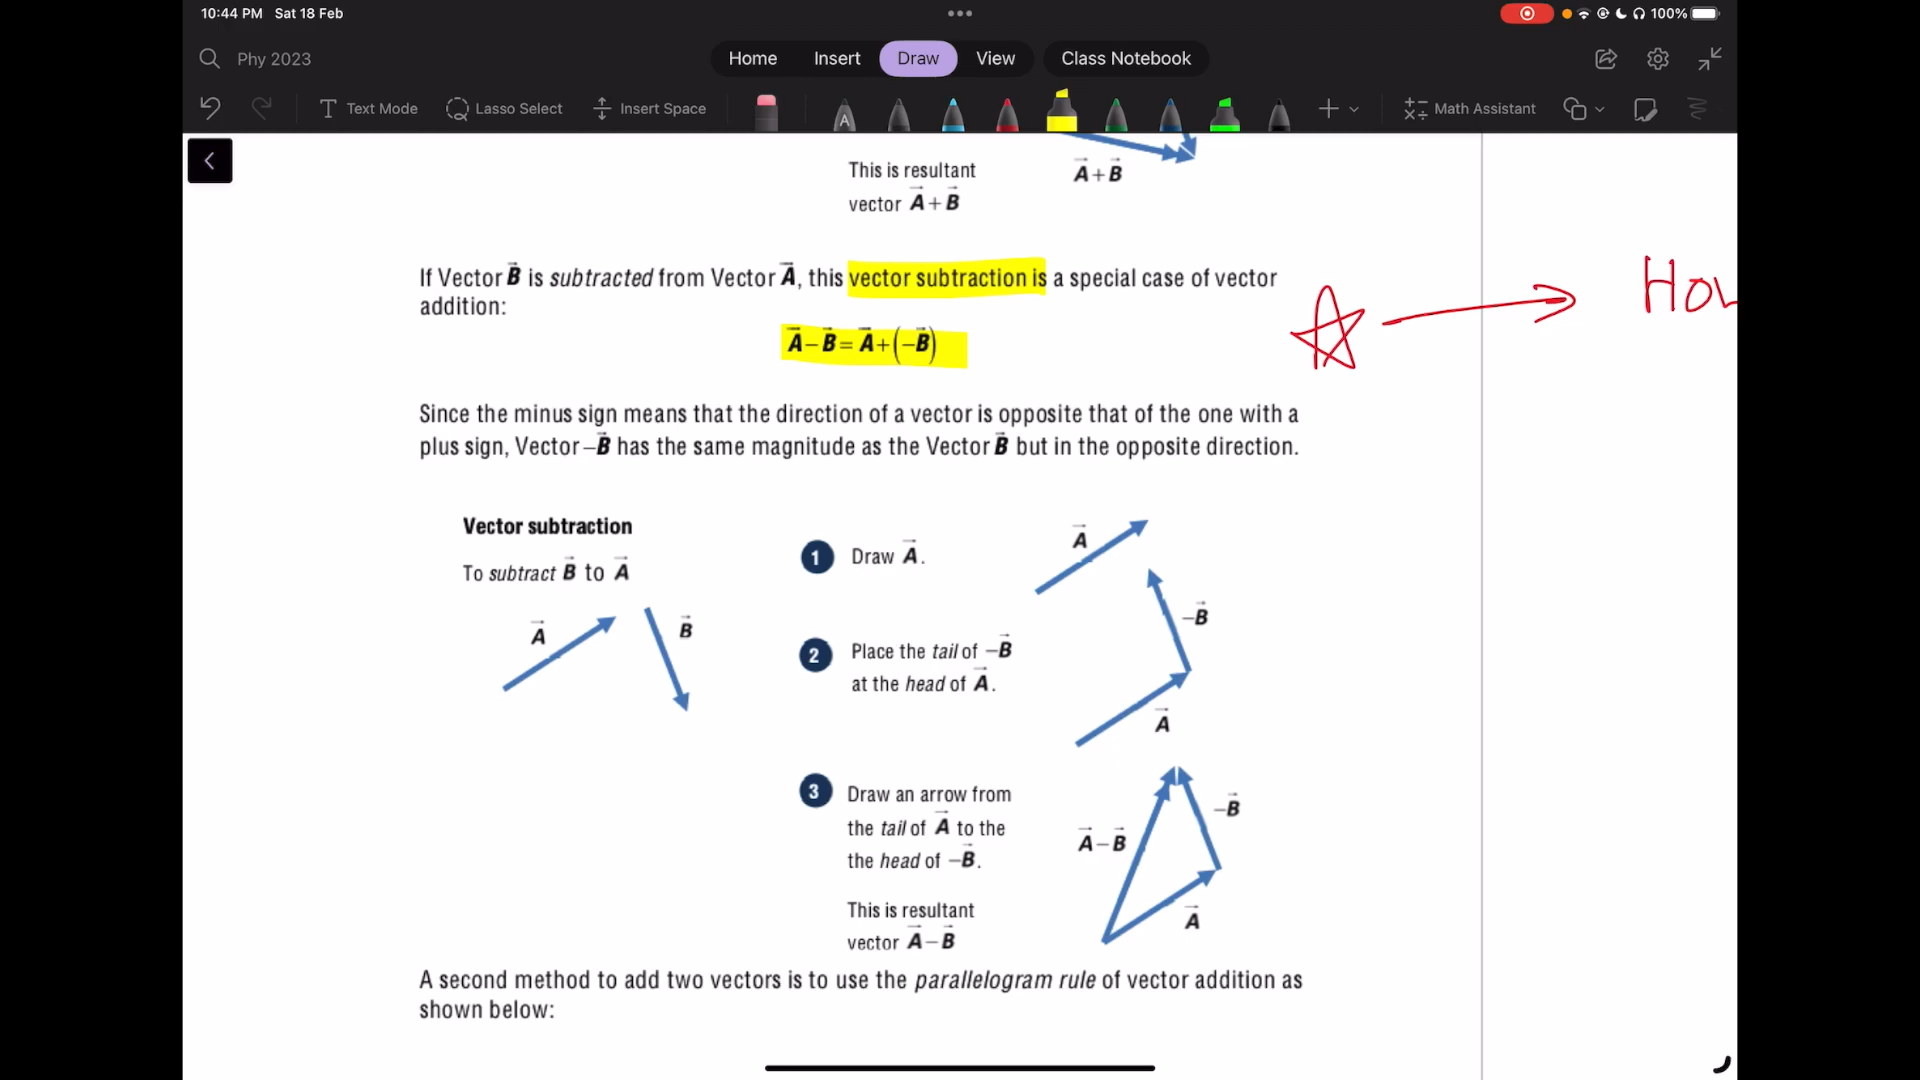 10:44 PM Sat 18 Feb
100%
Phy 2023
Home Insert Draw View Class Notebook
Text Mode Lasso Select Insert Space A Math Assistant
This is resultant
vector A⃗ + B⃗
A⃗ + B⃗
If Vector B⃗ is subtracted from Vector A⃗, this vector subtraction is a special case of vector
addition:
A⃗ − B⃗ = A⃗ + (−B⃗)
Since the minus sign means that the direction of a vector is opposite that of the one with a
plus sign, Vector −B⃗ has the same magnitude as the Vector B⃗ but in the opposite direction.
Vector subtraction
To subtract B⃗ to A⃗
A⃗
B⃗
1 Draw A⃗.
A⃗
2 Place the tail of −B⃗
at the head of A⃗.
−B⃗
A⃗
3 Draw an arrow from
the tail of A⃗ to the
the head of −B⃗.
This is resultant
vector A⃗ − B⃗
A⃗ − B⃗
−B⃗
A⃗
A second method to add two vectors is to use the parallelogram rule of vector addition as
shown below: